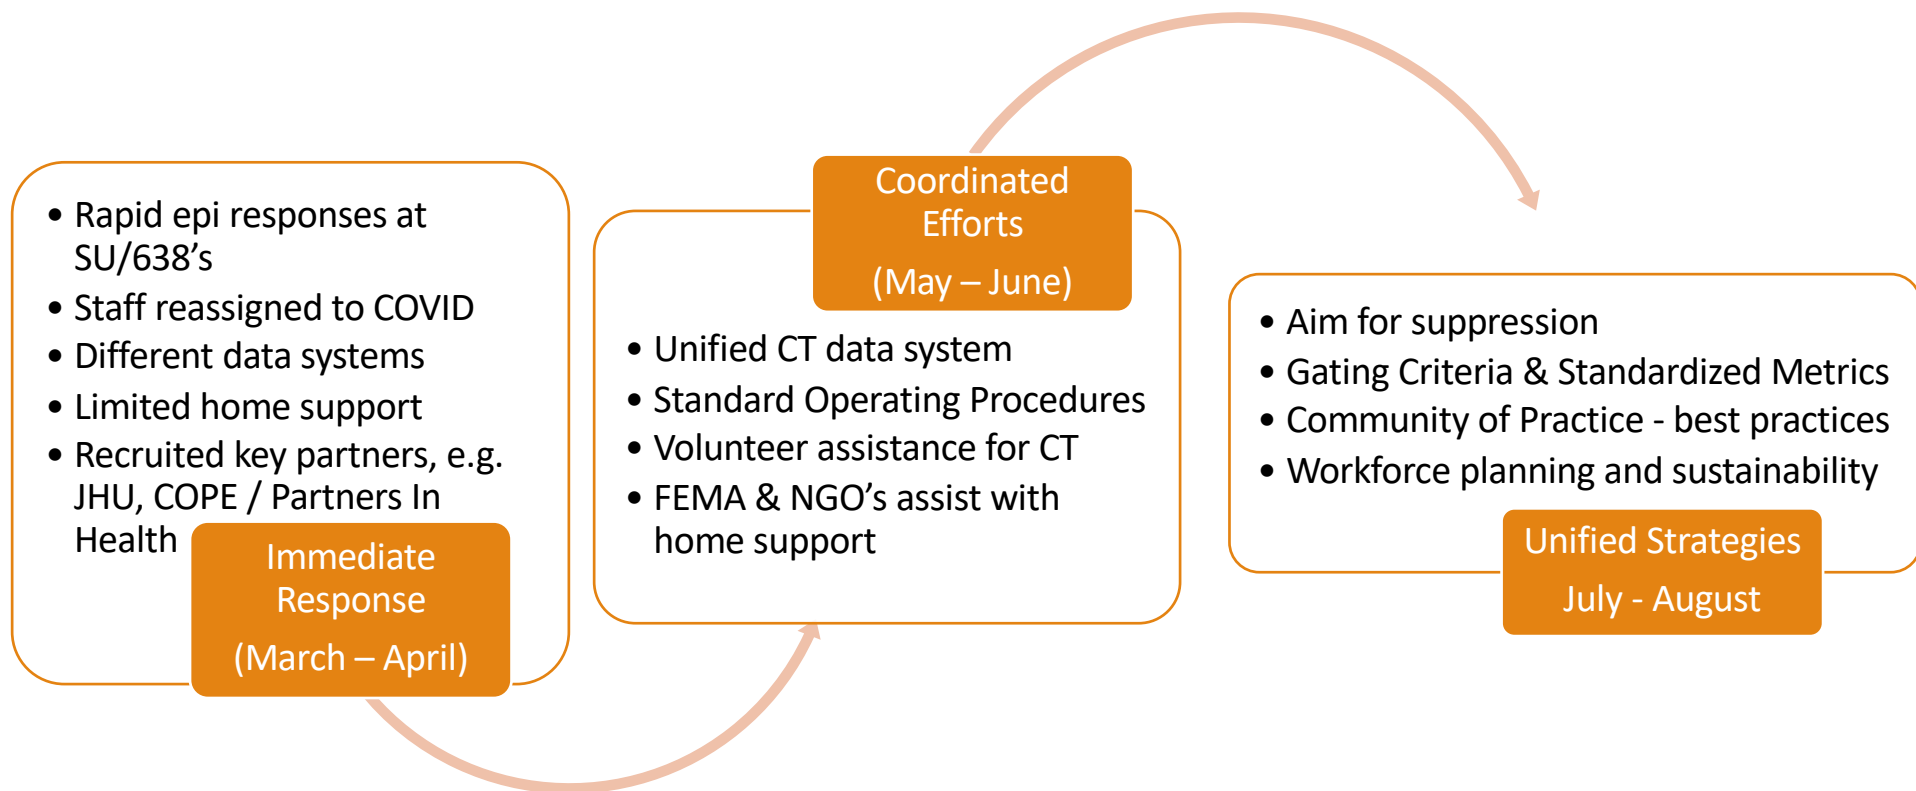 • Rapid epi responses at
SU/638’s
• Staff reassigned to COVID
• Different data systems
• Limited home support
• Recruited key partners, e.g.
JHU, COPE / Partners In
Health
Immediate
Response
(March – April)
Coordinated
Efforts
(May – June)
• Unified CT data system
• Standard Operating Procedures
• Volunteer assistance for CT
• FEMA & NGO’s assist with
home support
• Aim for suppression
• Gating Criteria & Standardized Metrics
• Community of Practice - best practices
• Workforce planning and sustainability
Unified Strategies
July - August